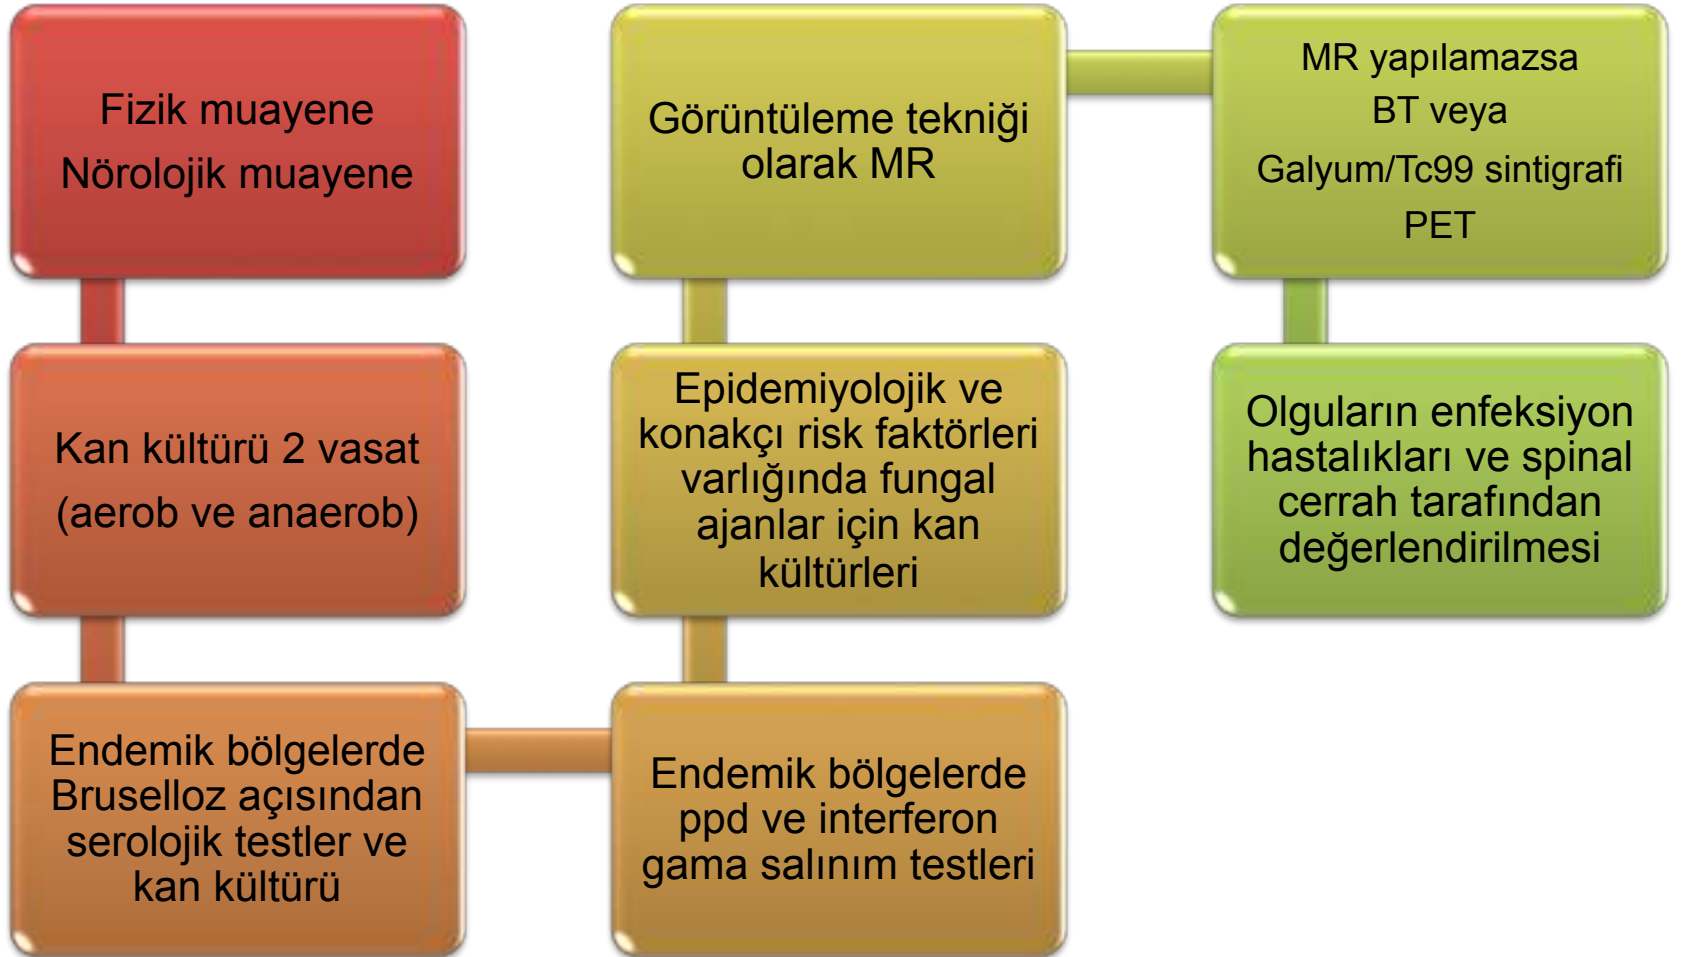 Fizik muayene
Nörolojik muayene
Kan kültürü 2 vasat
(aerob ve anaerob)
Endemik bölgelerde
Bruselloz açısından
serolojik testler ve
kan kültürü
Endemik bölgelerde
ppd ve interferon
gama salınım testleri
Epidemiyolojik ve
konakçı risk faktörleri
varlığında fungal
ajanlar için kan
kültürleri
Görüntüleme tekniği
olarak MR
MR yapılamazsa
BT veya
Galyum/Tc99 sintigrafi
PET
Olguların enfeksiyon
hastalıkları ve spinal
cerrah tarafından
değerlendirilmesi